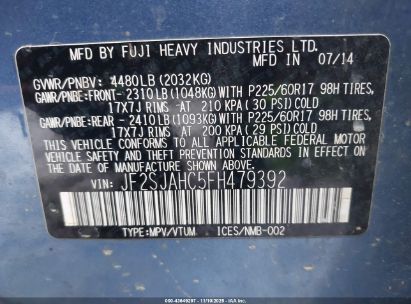 MFD BY FUJI HEAVY INDUSTRIES LTD.
MADE IN 07/14
GVWR/PNBV: 4480LB (2032KG)
GAWR/PNBE:FRONT- 2310LB (1048KG)WITH P225/60R17 98H TIRES,
17X7J RIMS AT 210 KPA (30 PSI)COLD
GAWR/PNBE:REAR - 2410LB (1093KG)WITH P225/60R17 98H TIRES,
17X7J RIMS AT 200 KPA (29 PSI)COLD
THIS VEHICLE CONFORMS TO ALL APPLICABLE FEDERAL MOTOR
VEHICLE SAFETY, BUMPER, AND THEFT PREVENTION
STANDARDS IN EFFECT ON THE DATE OF MANUFACTURE
SHOWN ABOVE.
VIN: JF2SJAHC5FH479392
TYPE:MPV/VTUM ICES/NMB-002